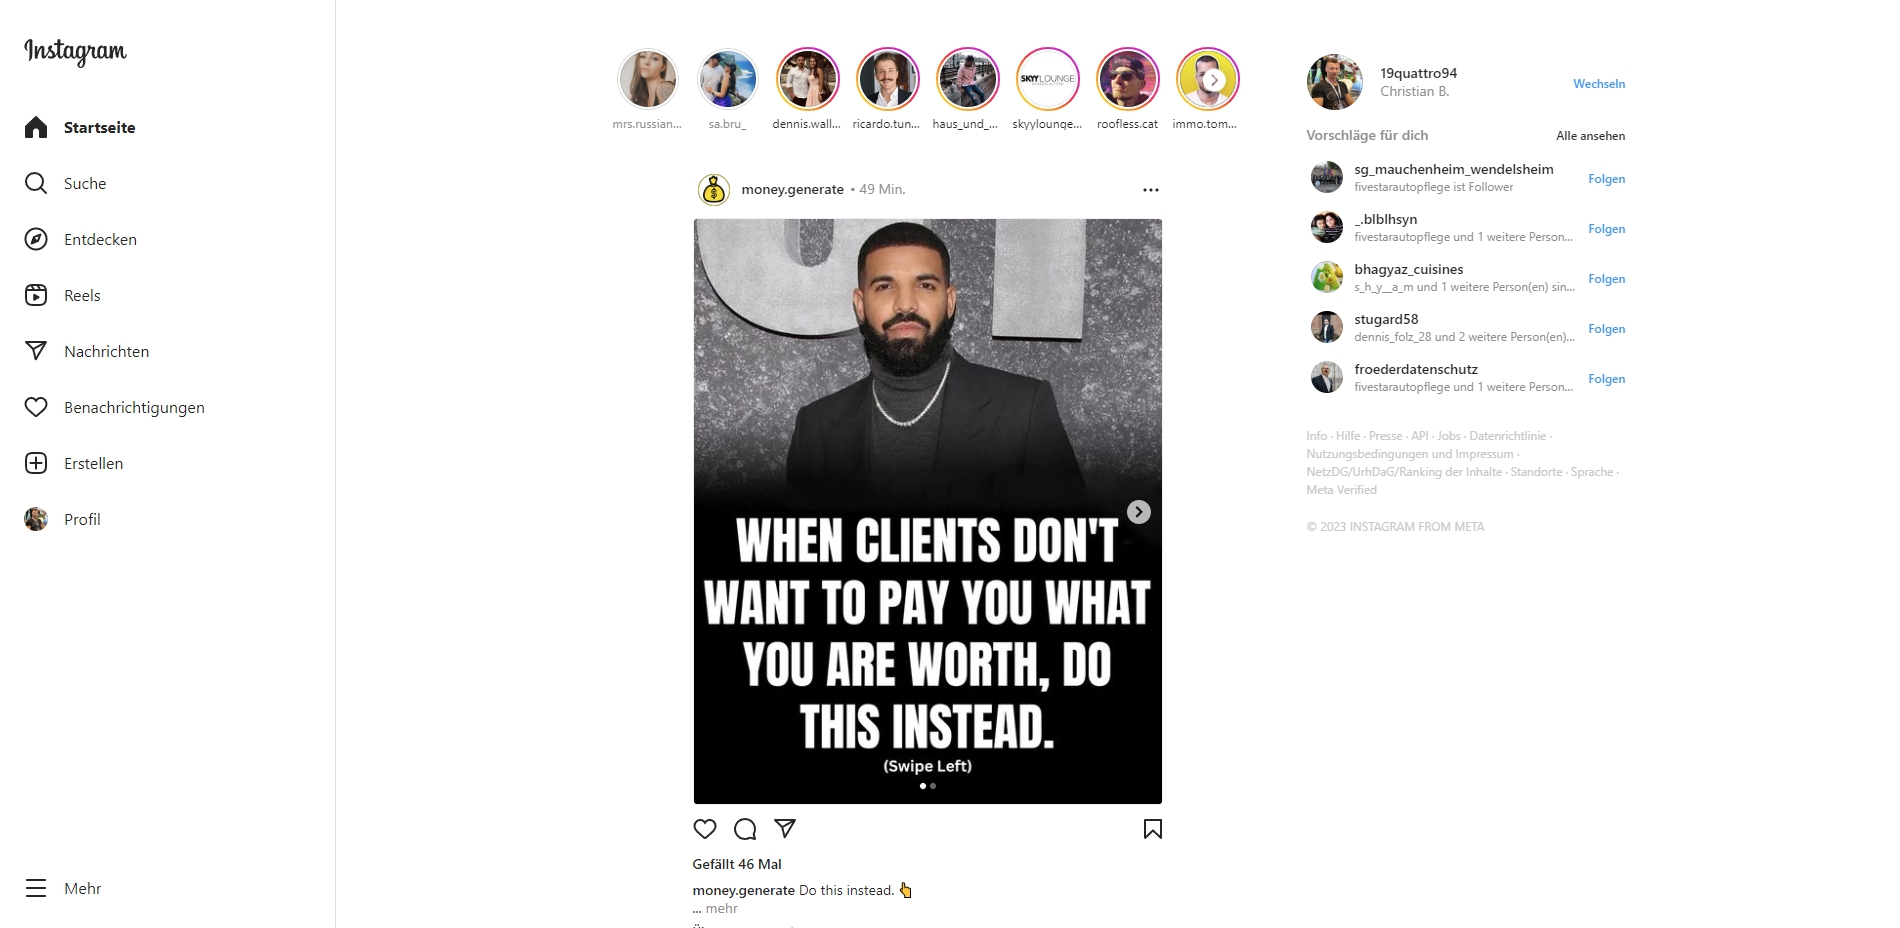 Instagram
Startseite
Suche
Entdecken
Reels
Nachrichten
Benachrichtigungen
Erstellen
Profil
Mehr
mrs.russian...
sa.bru_
dennis.wall...
ricardo.tun...
haus_und_...
skyylounge...
roofless.cat
immo.tom...
SKYYLOUNGE
money.generate • 49 Min.
WHEN CLIENTS DON'T
WANT TO PAY YOU WHAT
YOU ARE WORTH, DO
THIS INSTEAD.
(Swipe Left)
Gefällt 46 Mal
money.generate Do this instead. 👆
... mehr
19quattro94
Christian B.
Wechseln
Vorschläge für dich
Alle ansehen
sg_mauchenheim_wendelsheim
fivestarautopflege ist Follower
Folgen
_.blblhsyn
fivestarautopflege und 1 weitere Person...
Folgen
bhagyaz_cuisines
s_h_y__a_m und 1 weitere Person(en) sin...
Folgen
stugard58
dennis_folz_28 und 2 weitere Person(en)...
Folgen
froederdatenschutz
fivestarautopflege und 1 weitere Person...
Folgen
Info · Hilfe · Presse · API · Jobs · Datenrichtlinie ·
Nutzungsbedingungen und Impressum ·
NetzDG/UrhDaG/Ranking der Inhalte · Standorte · Sprache ·
Meta Verified
© 2023 INSTAGRAM FROM META